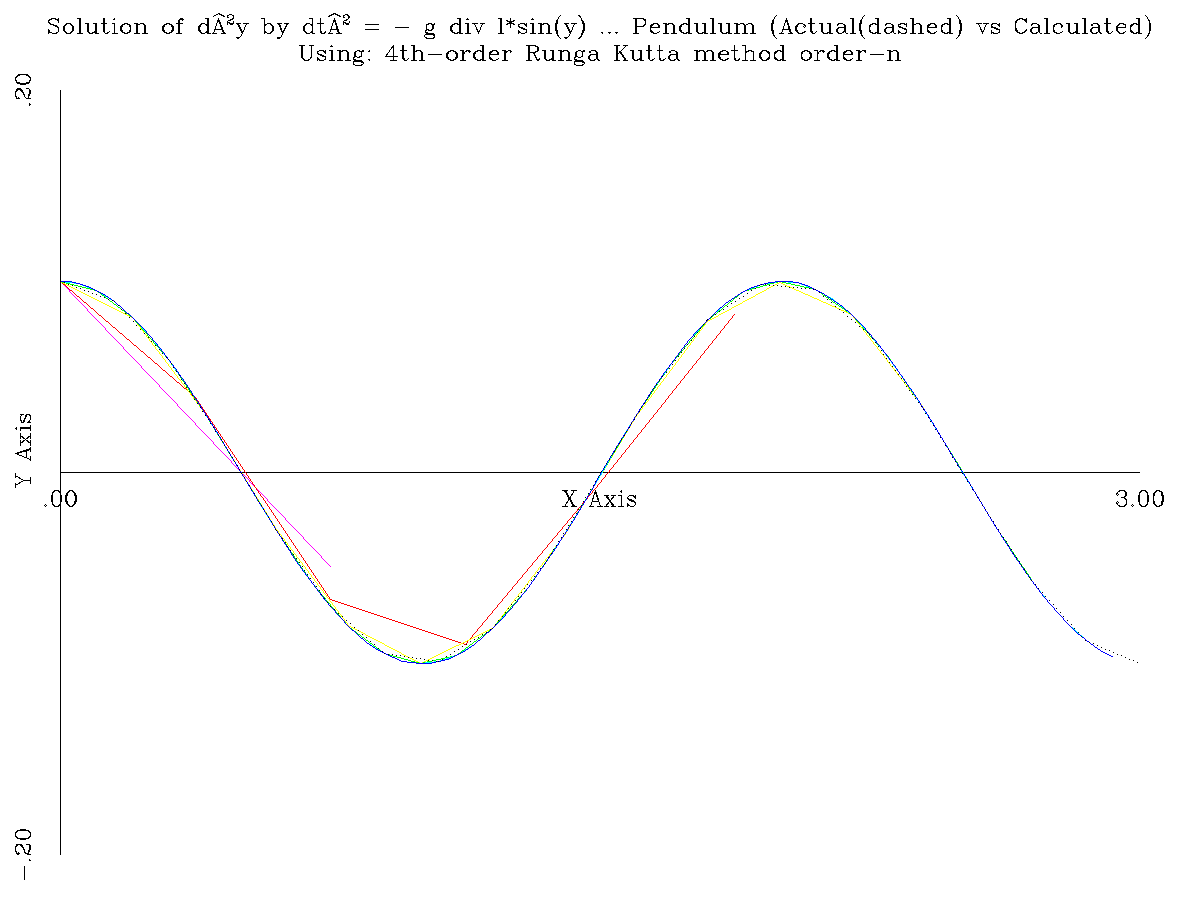 Solution of dÂ²y by dtÂ² = − g div l*sin(y) ... Pendulum (Actual(dashed) vs Calculated)
Using: 4th−order Runga Kutta method order−n
.20
Y Axis
.00
X Axis
3.00
−.20